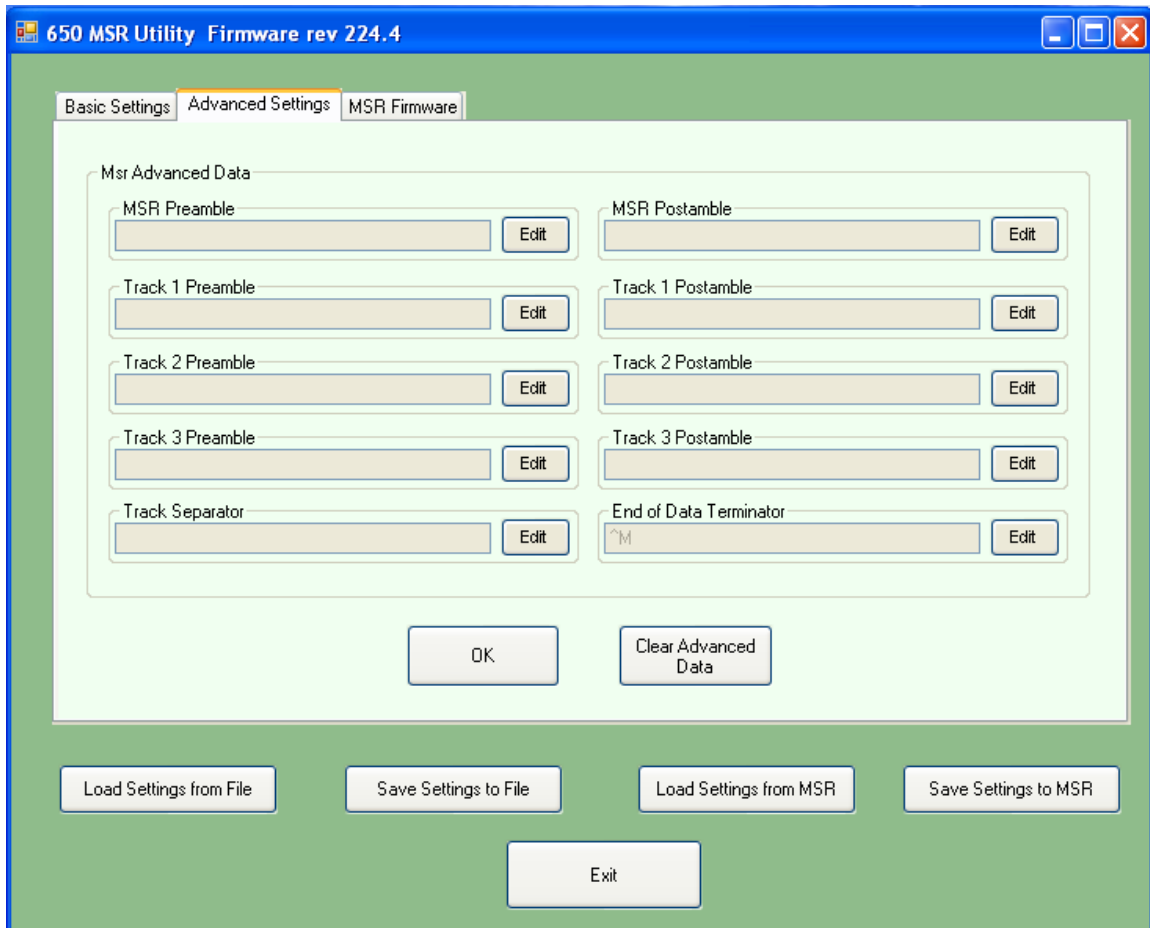 650 MSR Utility  Firmware rev 224.4
Basic Settings
Advanced Settings
MSR Firmware
Msr Advanced Data
MSR Preamble
Edit
MSR Postamble
Edit
Track 1 Preamble
Edit
Track 1 Postamble
Edit
Track 2 Preamble
Edit
Track 2 Postamble
Edit
Track 3 Preamble
Edit
Track 3 Postamble
Edit
Track Separator
Edit
End of Data Terminator
^M
Edit
OK
Clear Advanced
Data
Load Settings from File
Save Settings to File
Load Settings from MSR
Save Settings to MSR
Exit